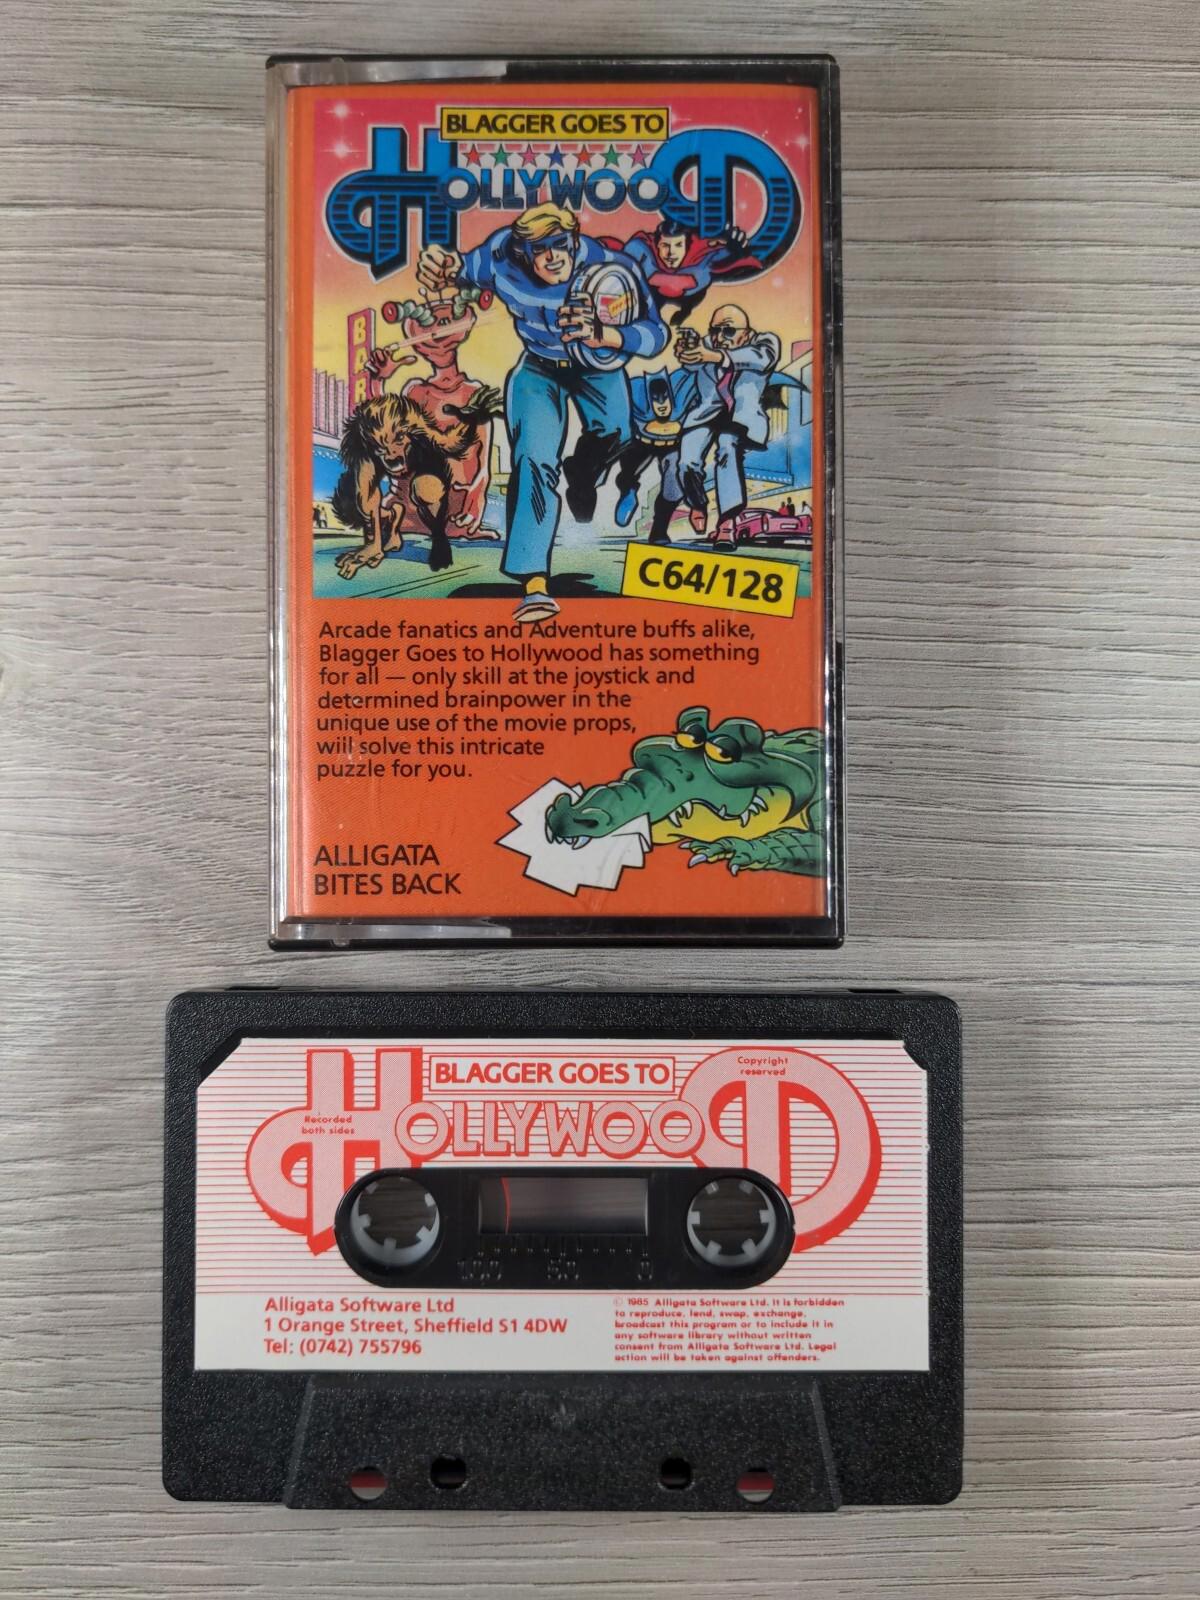 BLAGGER GOES TO
HOLLYWOOD
BAR
C64/128
Arcade fanatics and Adventure buffs alike,
Blagger Goes to Hollywood has something
for all — only skill at the joystick and
determined brainpower in the
unique use of the movie props,
will solve this intricate
puzzle for you.
ALLIGATA
BITES BACK
BLAGGER GOES TO
HOLLYWOOD
Copyright
reserved
Recorded
both sides
100 50 0
Alligata Software Ltd
1 Orange Street, Sheffield S1 4DW
Tel: (0742) 755796
© 1985 Alligata Software Ltd. It is forbidden
to reproduce, lend, swap, exchange,
broadcast this program or to include it in
any software library without written
consent from Alligata Software Ltd. Legal
action will be taken against offenders.